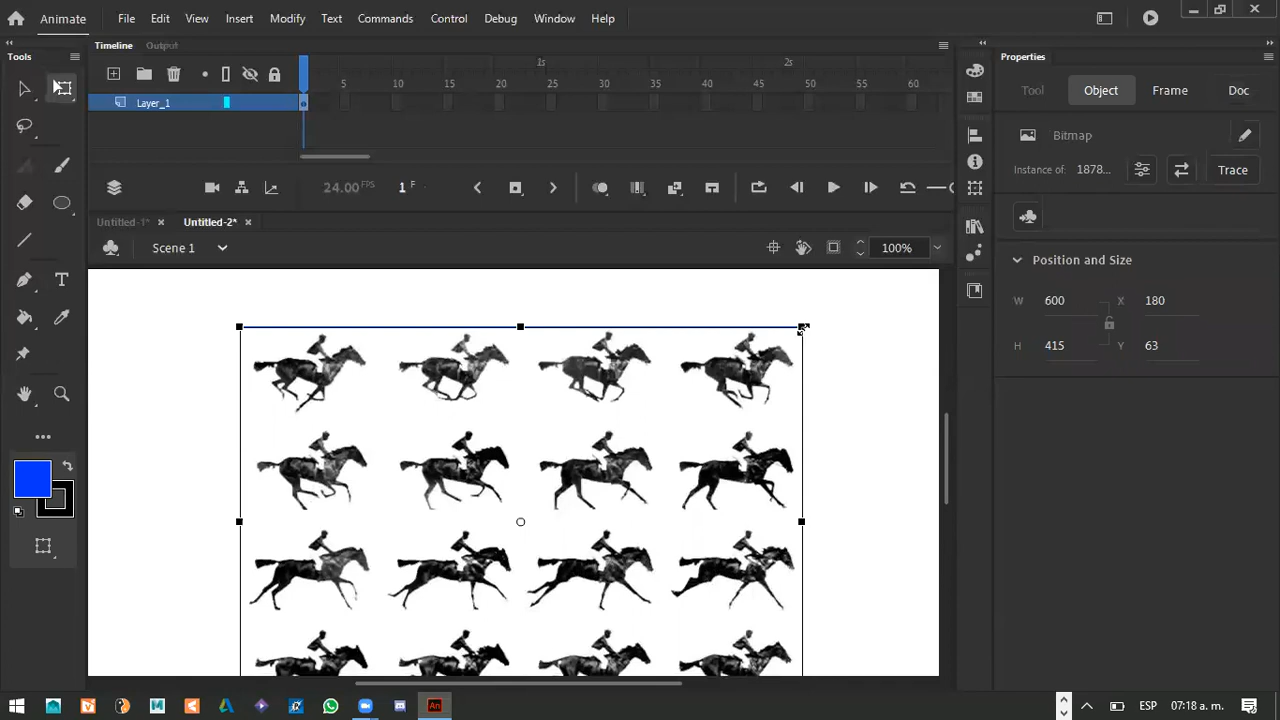 Animate File Edit View Insert Modify Text Commands Control Debug Window Help
Tools
Timeline Output
1s 2s
5 10 15 20 25 30 35 40 45 50 55 60
Layer_1
24.00 FPS 1 F
Untitled-1* Untitled-2*
Scene 1
100%
Properties
Tool Object Frame Doc
Bitmap
Instance of: 1878...
Trace
Position and Size
W 600 X 180
H 415 Y 63
An
ESP 07:18 a. m.